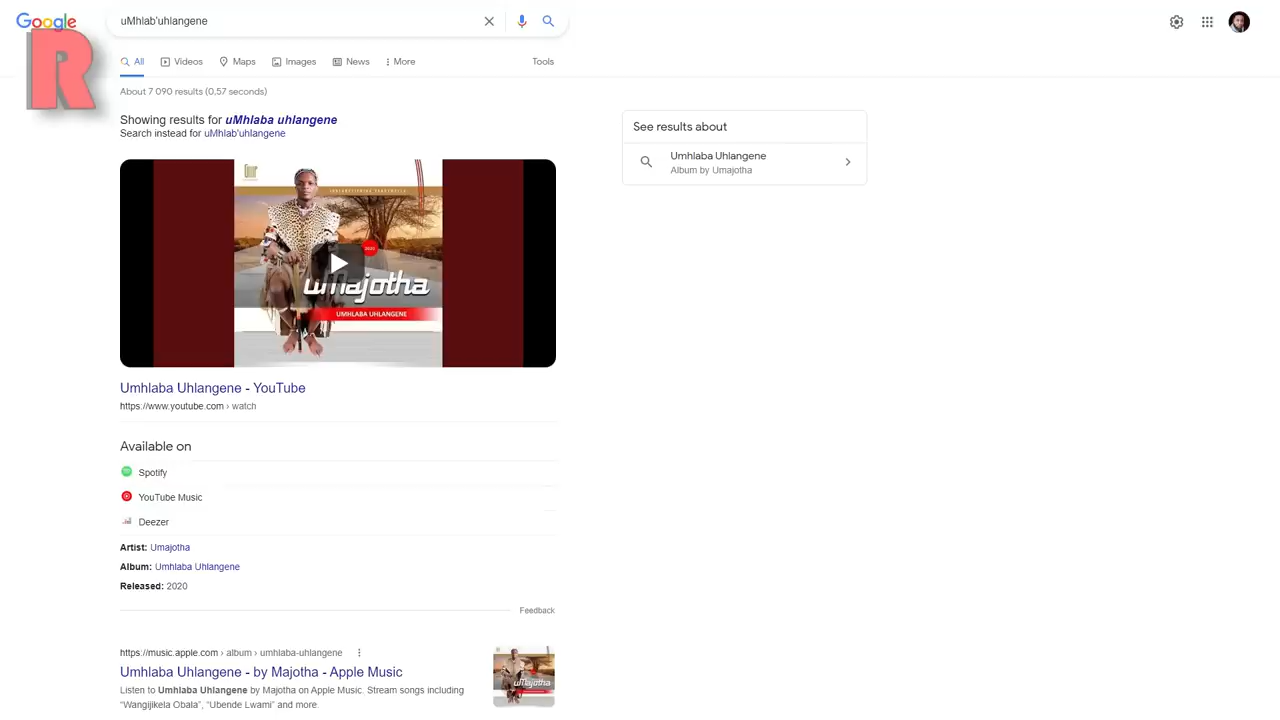 Google
R
uMhlab'uhlangene
All
Videos
Maps
Images
News
More
Tools
About 7 090 results (0,57 seconds)
Showing results for uMhlaba uhlangene
Search instead for uMhlab'uhlangene
See results about
Umhlaba Uhlangene
Album by Umajotha
2020
umajotha
UMHLABA UHLANGENE
Umhlaba Uhlangene - YouTube
https://www.youtube.com › watch
Available on
Spotify
YouTube Music
Deezer
Artist: Umajotha
Album: Umhlaba Uhlangene
Released: 2020
Feedback
https://music.apple.com › album › umhlaba-uhlangene
Umhlaba Uhlangene - by Majotha - Apple Music
Listen to Umhlaba Uhlangene by Majotha on Apple Music. Stream songs including
"Wangijikela Obala", "Ubende Lwami" and more.
umajotha